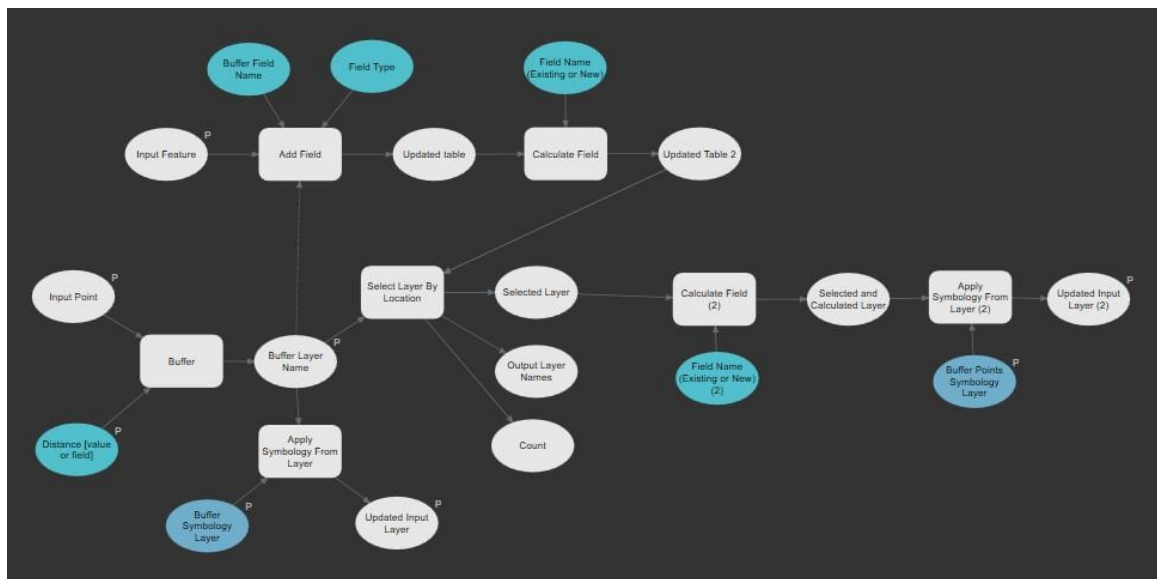 Buffer Field
Name
Field Type
Field Name
(Existing or New)
P
Input Feature
Add Field
Updated table
Calculate Field
Updated Table 2
P
Input Point
Select Layer By
Location
Selected Layer
Calculate Field
(2)
Selected and
Calculated Layer
Apply
Symbology From
Layer (2)
P
Updated Input
Layer (2)
Buffer
P
Buffer Layer
Name
Output Layer
Names
Field Name
(Existing or New)
(2)
P
Buffer Points
Symbology
Layer
P
Distance [value
or field]
Apply
Symbology From
Layer
Count
P
Buffer
Symbology
Layer
P
Updated Input
Layer